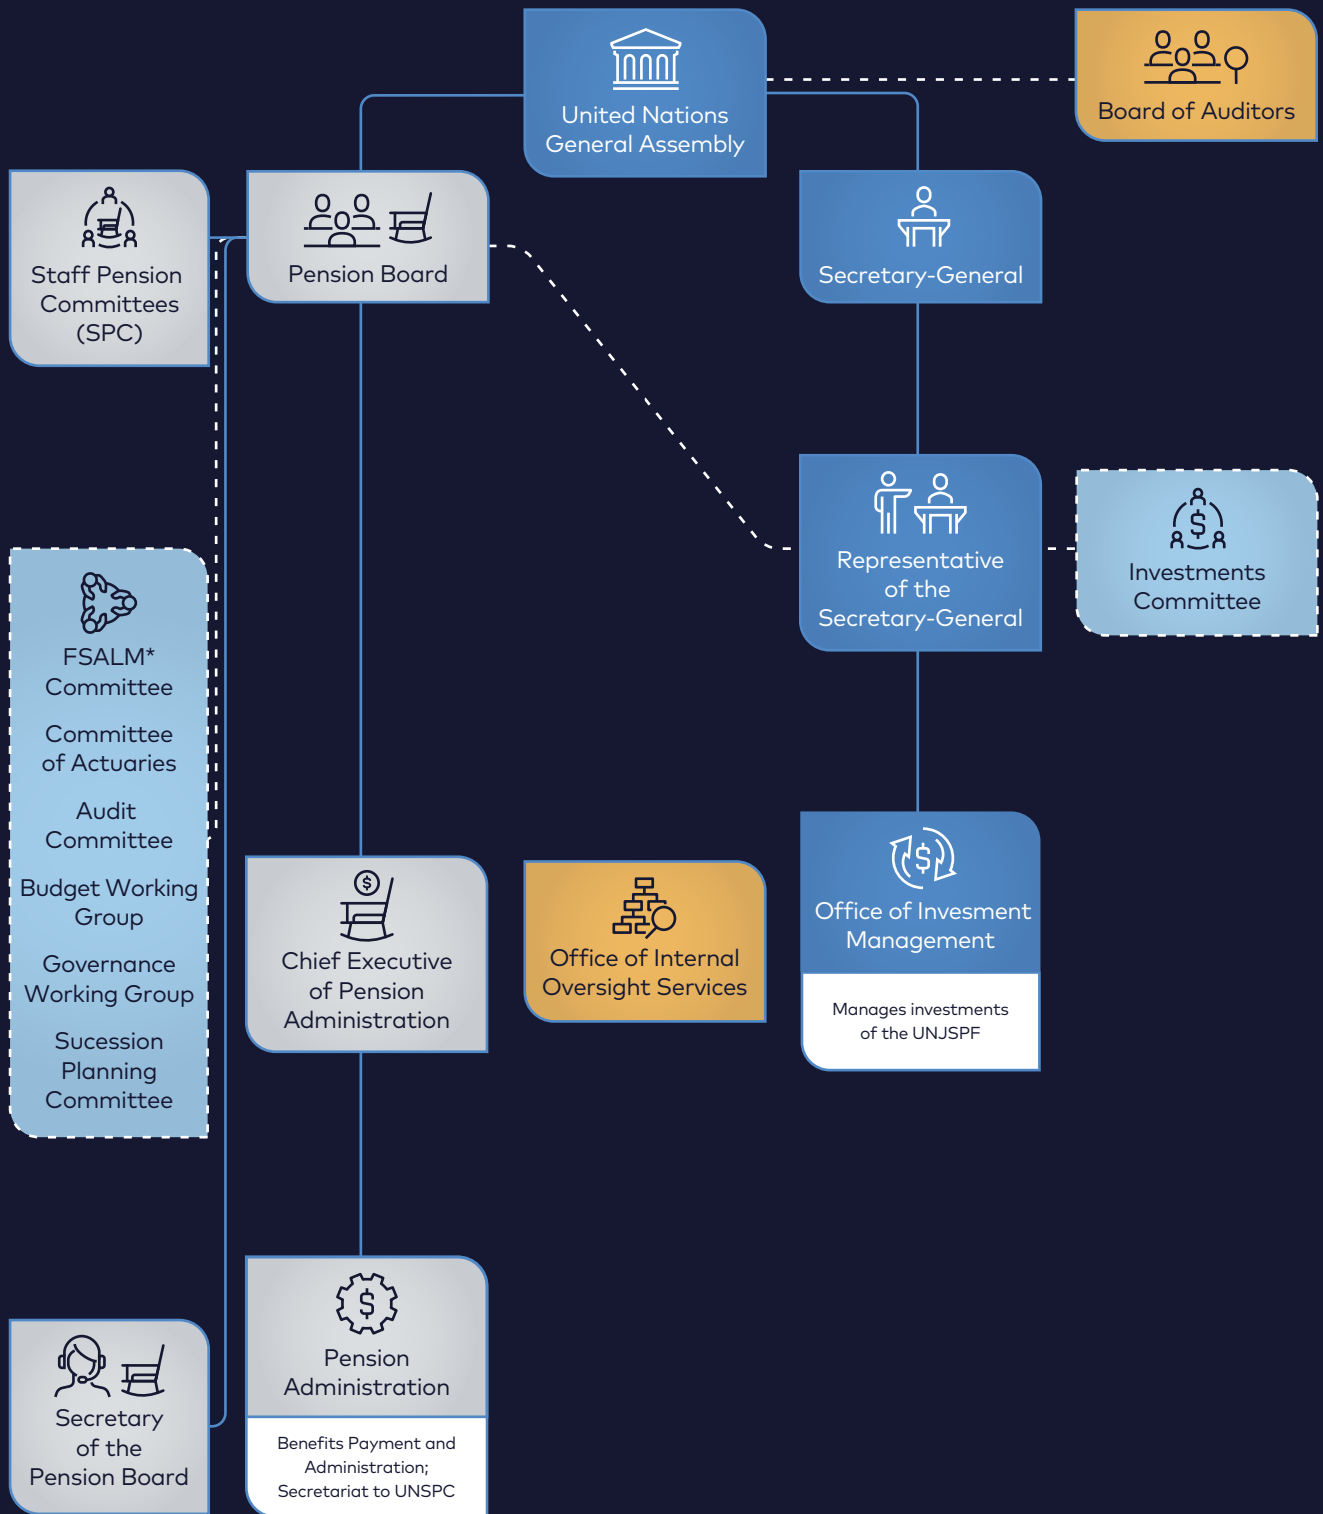 United Nations
General Assembly
Board of Auditors
Staff Pension
Committees
(SPC)
Pension Board
Secretary-General
Representative
of the
Secretary-General
$
Investments
Committee
FSALM*
Committee
Committee
of Actuaries
Audit
Committee
Budget Working
Group
Governance
Working Group
Sucession
Planning
Committee
$
Chief Executive
of Pension
Administration
Office of Internal
Oversight Services
$
Office of Invesment
Management
Manages investments
of the UNJSPF
Secretary
of the
Pension Board
$
Pension
Administration
Benefits Payment and
Administration;
Secretariat to UNSPC